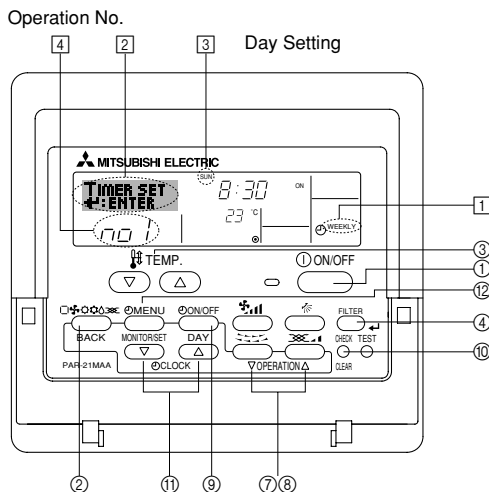 Operation No.
4 2 3 Day Setting
MITSUBISHI ELECTRIC
SUN
TIMER SET 8:30 ON
↵:ENTER
23 °C
no 1 WEEKLY 1
TEMP. ON/OFF ③
▽ △ ①
⑫
MENU ON/OFF FILTER
④
BACK MONITOR/SET DAY CHECK TEST
▽ △ ⑩
PAR-21MAA CLOCK ▽OPERATION△ CLEAR
② ⑪ ⑨ ⑦⑧